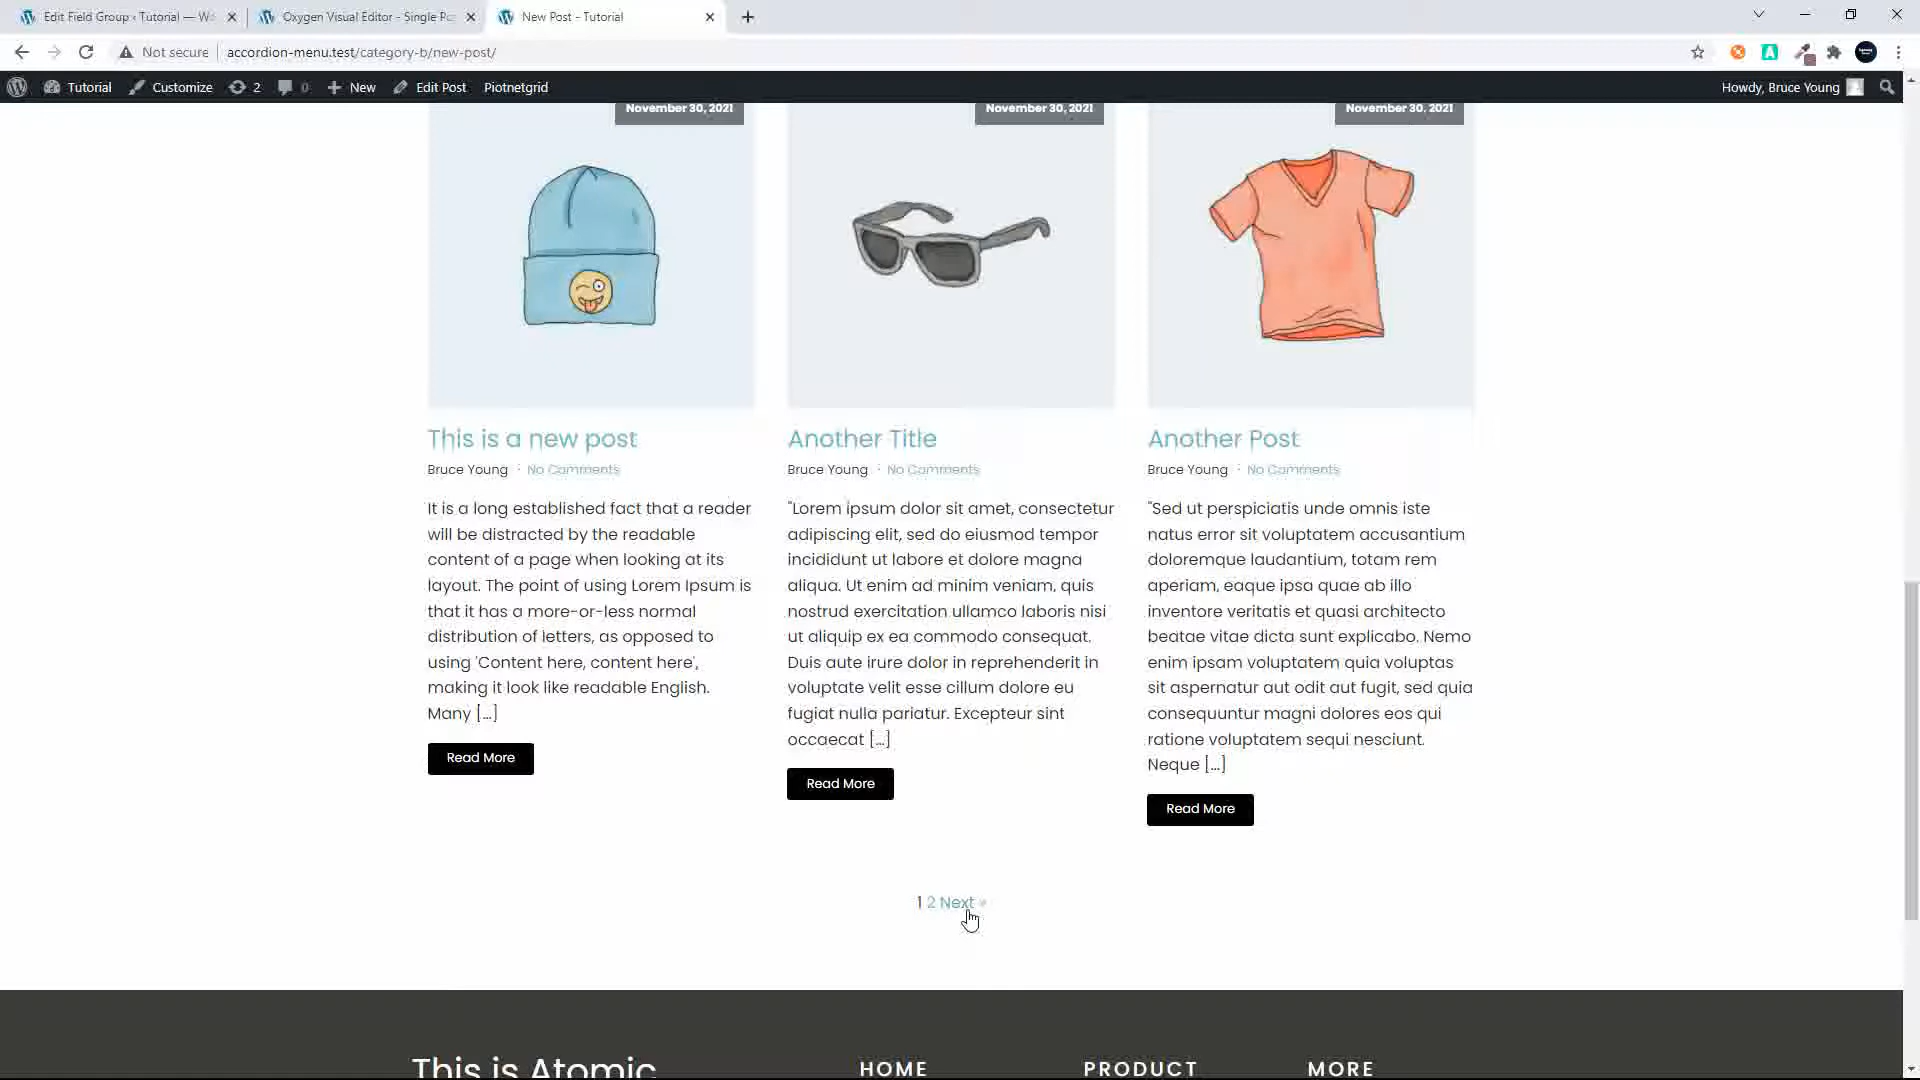 Edit Field Group ‹ Tutorial — W
Oxygen Visual Editor - Single P
New Post - Tutorial
Not secure
accordion-menu.test/category-b/new-post/
Tutorial
Customize
2
0
New
Edit Post
Piotnetgrid
Howdy, Bruce Young
November 30, 2021
November 30, 2021
November 30, 2021
This is a new post
Bruce Young · No Comments
It is a long established fact that a reader
will be distracted by the readable
content of a page when looking at its
layout. The point of using Lorem Ipsum is
that it has a more-or-less normal
distribution of letters, as opposed to
using 'Content here, content here',
making it look like readable English.
Many [...]
Read More
Another Title
Bruce Young · No Comments
"Lorem ipsum dolor sit amet, consectetur
adipiscing elit, sed do eiusmod tempor
incididunt ut labore et dolore magna
aliqua. Ut enim ad minim veniam, quis
nostrud exercitation ullamco laboris nisi
ut aliquip ex ea commodo consequat.
Duis aute irure dolor in reprehenderit in
voluptate velit esse cillum dolore eu
fugiat nulla pariatur. Excepteur sint
occaecat [...]
Read More
Another Post
Bruce Young · No Comments
"Sed ut perspiciatis unde omnis iste
natus error sit voluptatem accusantium
doloremque laudantium, totam rem
aperiam, eaque ipsa quae ab illo
inventore veritatis et quasi architecto
beatae vitae dicta sunt explicabo. Nemo
enim ipsam voluptatem quia voluptas
sit aspernatur aut odit aut fugit, sed quia
consequuntur magni dolores eos qui
ratione voluptatem sequi nesciunt.
Neque [...]
Read More
1 2 Next »
This is Atomic
HOME
PRODUCT
MORE